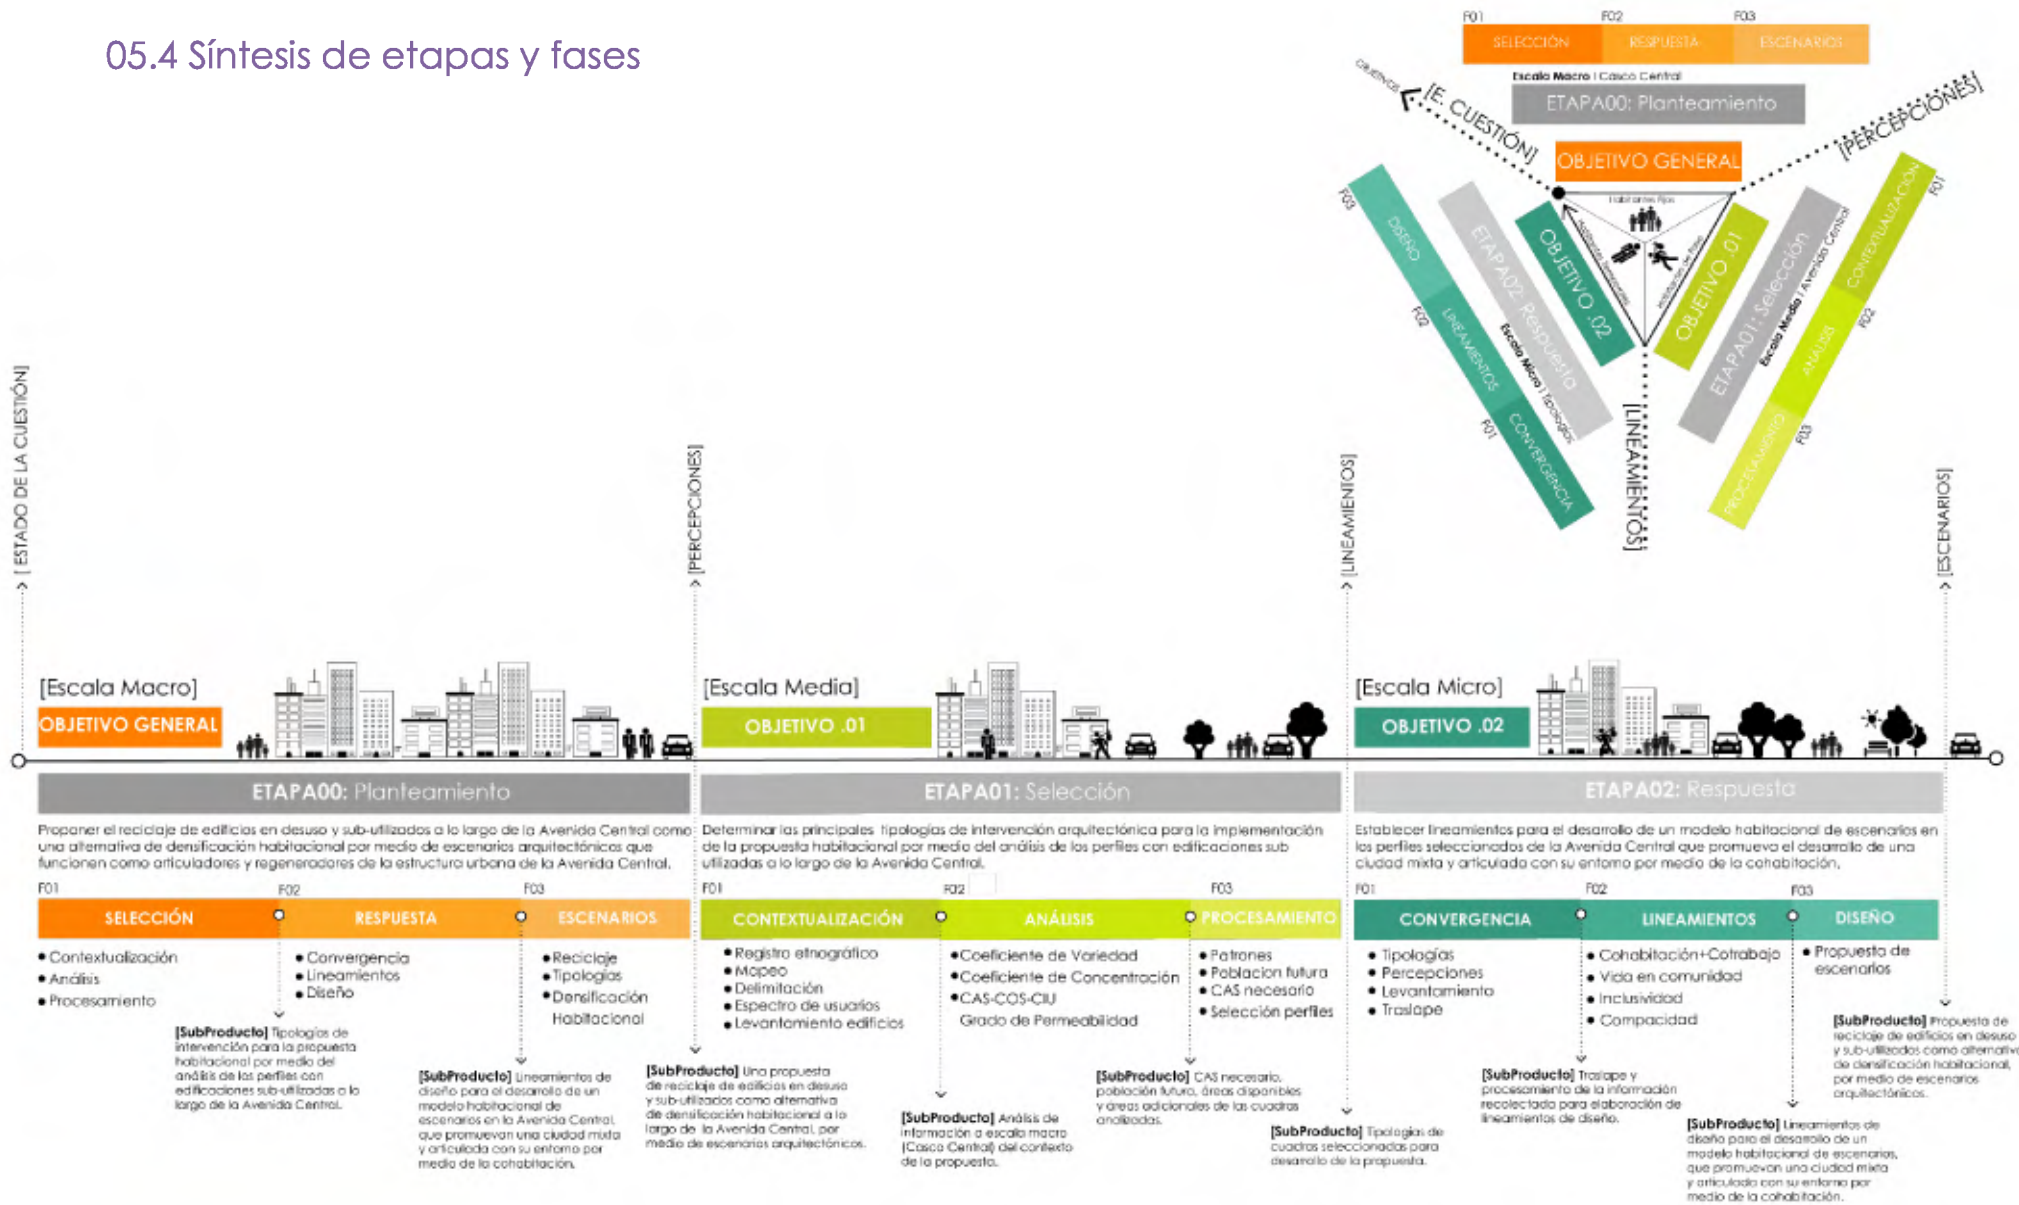 05.4 Síntesis de etapas y fases
F01
F02
F03
SELECCIÓN
RESPUESTA
ESCENARIOS
Escala Macro | Casco Central
ETAPA00: Planteamiento
OBJETIVO GENERAL
OBJETIVOS
[E. CUESTIÓN]
[PERCEPCIONES]
[LINEAMIENTOS]
Habitantes Fijos
Habitantes de Paso
OBJETIVO .01
ETAPA01: Selección
Escala Media | Avenida Central
F01
CONTEXTUALIZACIÓN
F02
ANÁLISIS
F03
PROCESAMIENTO
OBJETIVO .02
ETAPA02: Respuesta
Escala Micro | Tipologías
F03
DISEÑO
F02
LINEAMIENTOS
F01
CONVERGENCIA
[ESTADO DE LA CUESTIÓN]
[PERCEPCIONES]
[LINEAMIENTOS]
[ESCENARIOS]
[Escala Macro]
OBJETIVO GENERAL
ETAPA00: Planteamiento
Proponer el reciclaje de edificios en desuso y sub-utilizados a lo largo de la Avenida Central como
una alternativa de densificación habitacional por medio de escenarios arquitectónicos que
funcionen como articuladores y regeneradores de la estructura urbana de la Avenida Central.
F01
F02
F03
SELECCIÓN
RESPUESTA
ESCENARIOS
• Contextualización
• Análisis
• Procesamiento
• Convergencia
• Lineamientos
• Diseño
• Reciclaje
• Tipologías
• Densificación
Habitacional
[SubProducto] Tipologías de
intervención para la propuesta
habitacional por medio del
análisis de los perfiles con
edificaciones sub-utilizadas a lo
largo de la Avenida Central.
[SubProducto] Lineamientos de
diseño para el desarrollo de un
modelo habitacional de
escenarios en la Avenida Central,
que promuevan una ciudad mixta
y articulada con su entorno por
medio de la cohabitación.
[SubProducto] Una propuesta
de reciclaje de edificios en desuso
y sub-utilizados como alternativa
de densificación habitacional a lo
largo de la Avenida Central, por
medio de escenarios arquitectónicos.
[Escala Media]
OBJETIVO .01
ETAPA01: Selección
Determinar las principales tipologías de intervención arquitectónica para la implementación
de la propuesta habitacional por medio del análisis de los perfiles con edificaciones sub
utilizadas a lo largo de la Avenida Central.
F01
F02
F03
CONTEXTUALIZACIÓN
ANÁLISIS
PROCESAMIENTO
• Registro etnográfico
• Mapeo
• Delimitación
• Espectro de usuarios
• Levantamiento edificios
• Coeficiente de Variedad
• Coeficiente de Concentración
• CAS-COS-CIU
Grado de Permeabilidad
• Patrones
• Poblacion futura
• CAS necesario
• Selección perfiles
[SubProducto] Análisis de
información a escala macro
(Casco Central) del contexto
de la propuesta.
[SubProducto] CAS necesario,
población futura, áreas disponibles
y áreas adicionales de las cuadras
analizadas.
[SubProducto] Tipologías de
cuadras seleccionadas para
desarrollo de la propuesta.
[Escala Micro]
OBJETIVO .02
ETAPA02: Respuesta
Establecer lineamientos para el desarrollo de un modelo habitacional de escenarios en
los perfiles seleccionados de la Avenida Central que promueva el desarrollo de una
ciudad mixta y articulada con su entorno por medio de la cohabitación.
F01
F02
F03
CONVERGENCIA
LINEAMIENTOS
DISEÑO
• Tipologías
• Percepciones
• Levantamiento
• Traslape
• Cohabitación+Cotrabajo
• Vida en comunidad
• Inclusividad
• Compacidad
• Propuesta de
escenarios
[SubProducto] Traslape y
procesamiento de la información
recolectada para elaboración de
lineamientos de diseño.
[SubProducto] Lineamientos de
diseño para el desarrollo de un
modelo habitacional de escenarios,
que promuevan una ciudad mixta
y articulada con su entorno por
medio de la cohabitación.
[SubProducto] Propuesta de
reciclaje de edificios en desuso
y sub-utilizados como alternativa
de densificación habitacional,
por medio de escenarios
arquitectónicos.